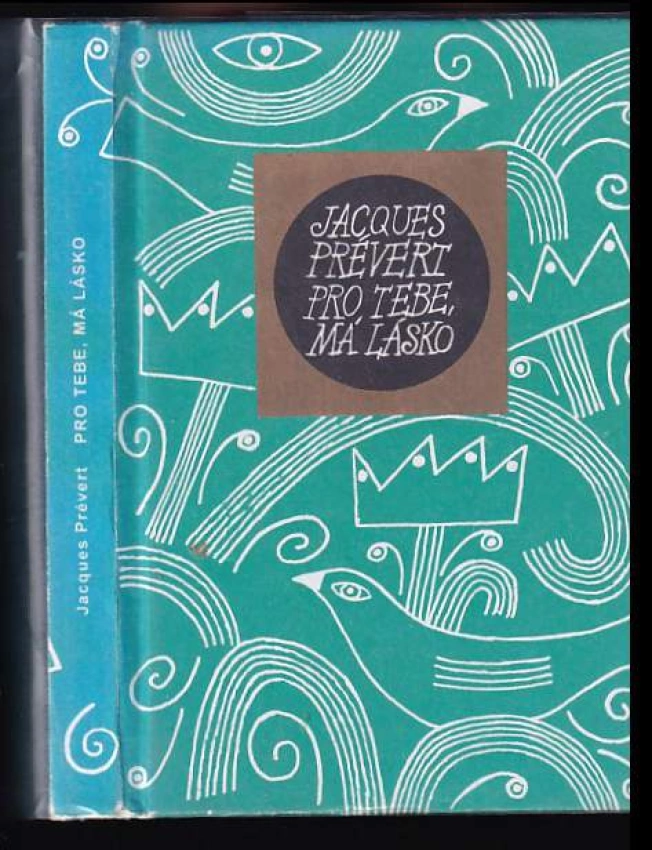 Jacques Prévert PRO TEBE, MÁ LÁSKO
JACQUES
PRÉVERT
PRO TEBE,
MÁ LÁSKO